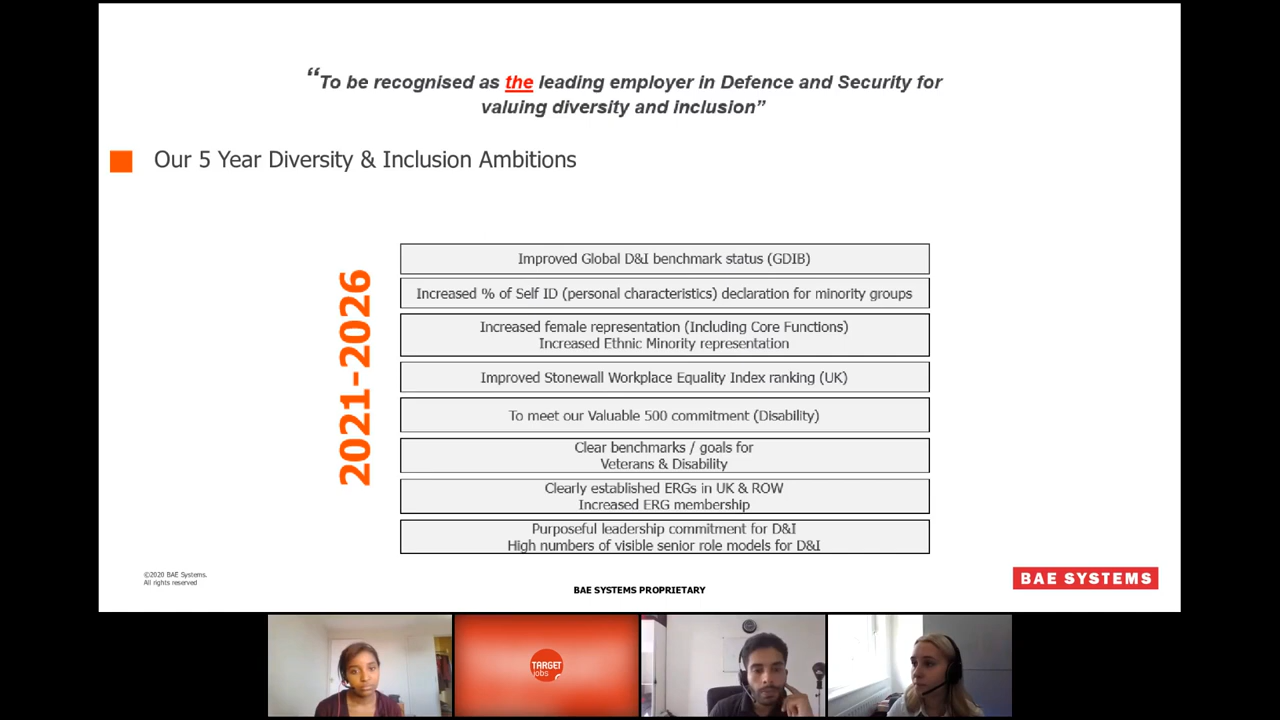 “To be recognised as the leading employer in Defence and Security for
valuing diversity and inclusion”
Our 5 Year Diversity & Inclusion Ambitions
2021-2026
Improved Global D&I benchmark status (GDIB)
Increased % of Self ID (personal characteristics) declaration for minority groups
Increased female representation (Including Core Functions)
Increased Ethnic Minority representation
Improved Stonewall Workplace Equality Index ranking (UK)
To meet our Valuable 500 commitment (Disability)
Clear benchmarks / goals for
Veterans & Disability
Clearly established ERGs in UK & ROW
Increased ERG membership
Purposeful leadership commitment for D&I
High numbers of visible senior role models for D&I
©2020 BAE Systems.
All rights reserved
BAE SYSTEMS PROPRIETARY
BAE SYSTEMS
TARGET
jobs